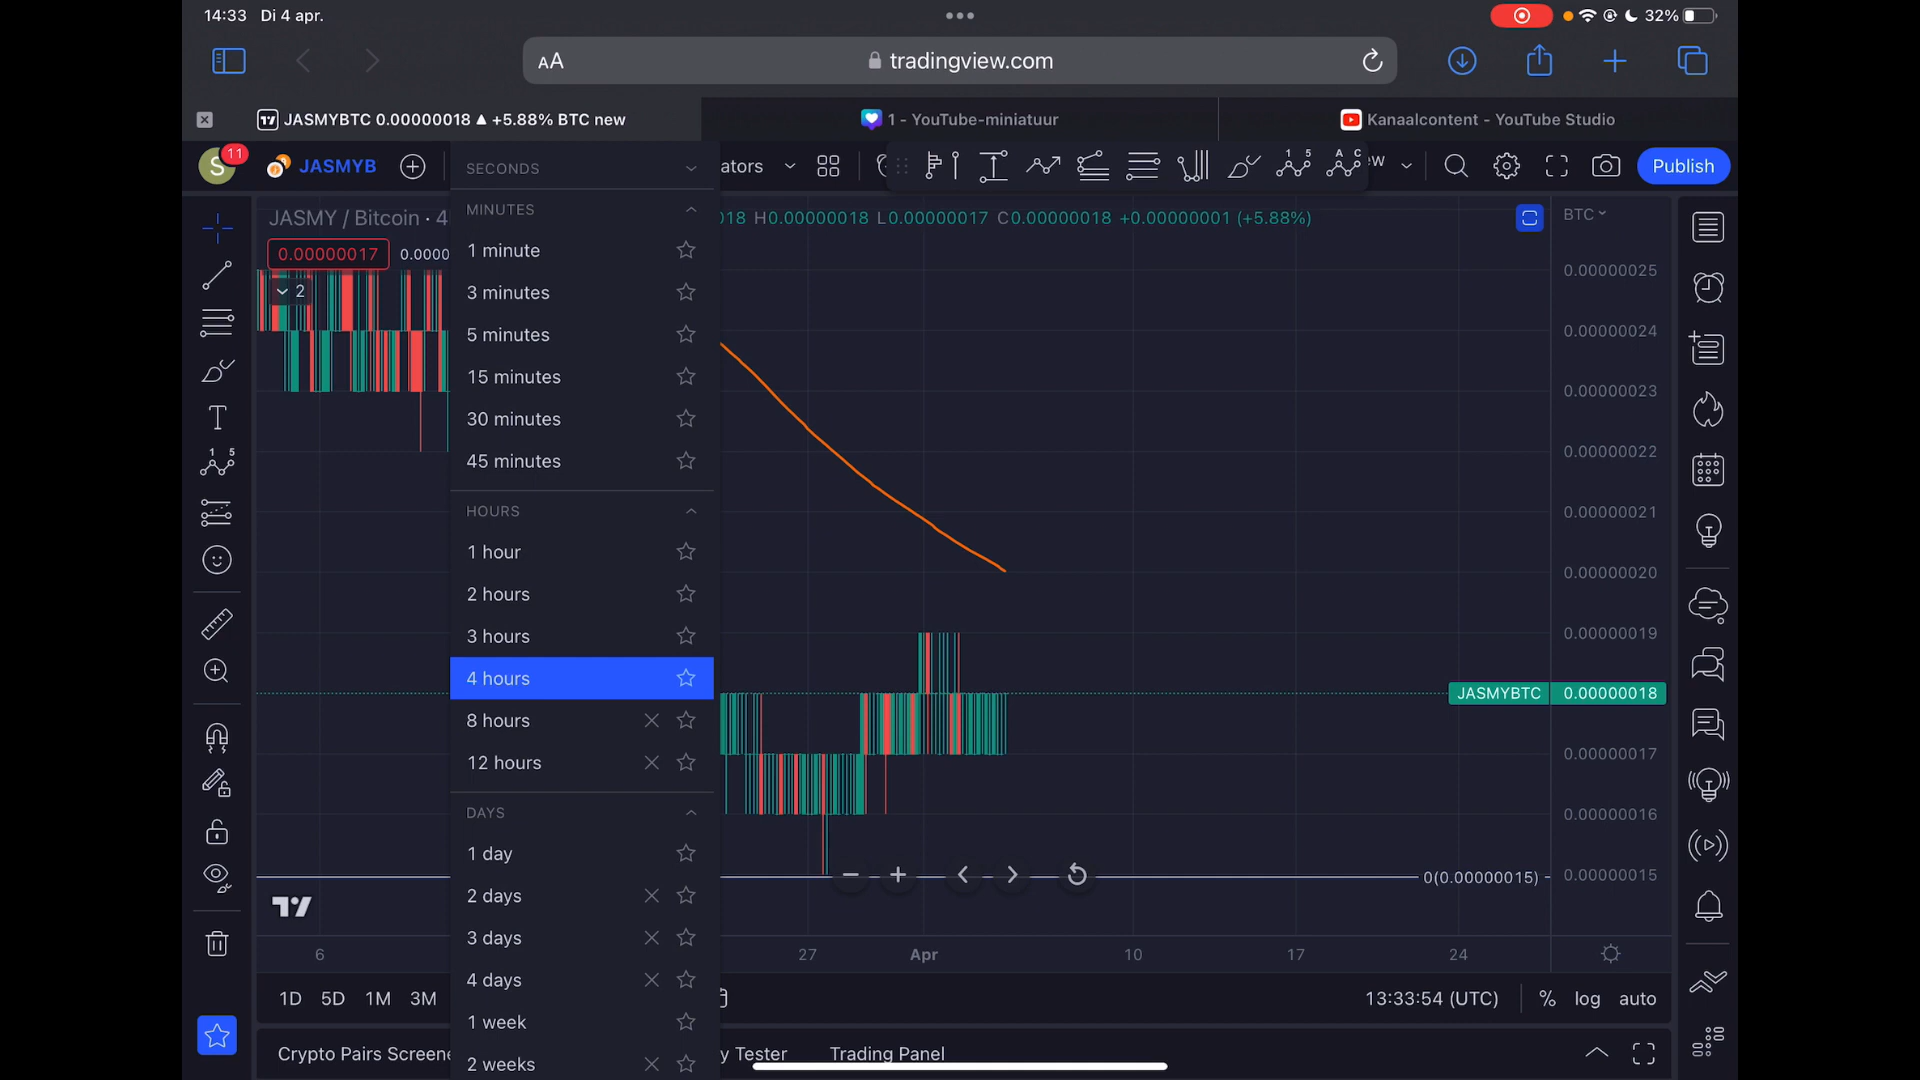 14:33 Di 4 apr.
32%
AA
tradingview.com
JASMYBTC 0.00000018 ▲ +5.88% BTC new
1 - YouTube-miniatuur
Kanaalcontent - YouTube Studio
S
11
JASMYB
ators
Publish
JASMY / Bitcoin · 4
18 H0.00000018 L0.00000017 C0.00000018 +0.00000001 (+5.88%)
BTC
0.00000017
0.0000
2
SECONDS
MINUTES
1 minute
3 minutes
5 minutes
15 minutes
30 minutes
45 minutes
HOURS
1 hour
2 hours
3 hours
4 hours
8 hours
12 hours
DAYS
1 day
2 days
3 days
4 days
1 week
2 weeks
0.00000025
0.00000024
0.00000023
0.00000022
0.00000021
0.00000020
0.00000019
JASMYBTC 0.00000018
0.00000017
0.00000016
0(0.00000015)
0.00000015
6
27
Apr
10
17
24
1D 5D 1M 3M
13:33:54 (UTC)
% log auto
Crypto Pairs Screene
y Tester
Trading Panel